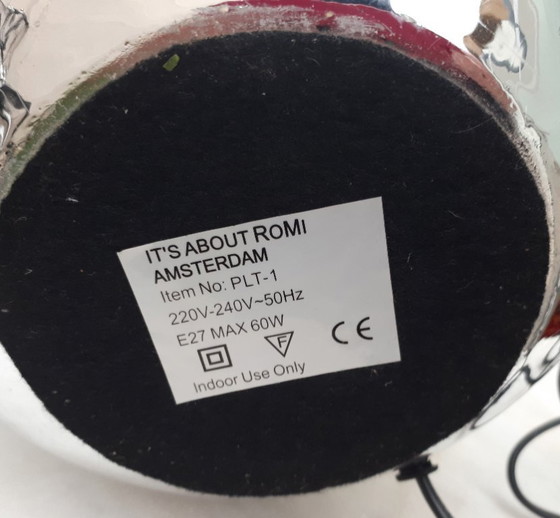 IT'S ABOUT ROMI
AMSTERDAM
Item No: PLT-1
220V-240V~50Hz
E27 MAX 60W
F CE
Indoor Use Only